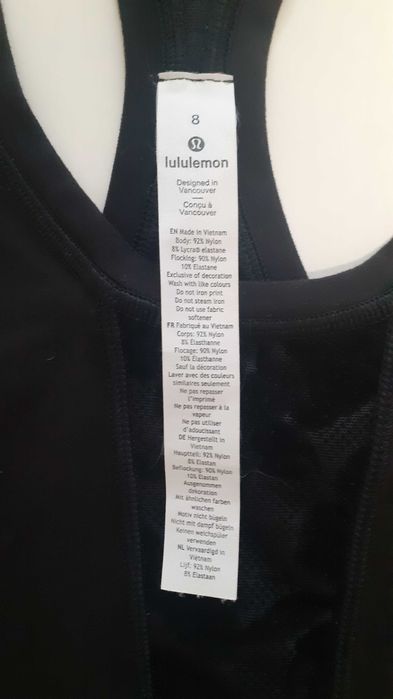 8
lululemon
Designed in
Vancouver
Conçu à
Vancouver
EN Made in Vietnam
Body: 92% Nylon
8% Lycra® elastane
Flocking: 90% Nylon
10% Elastane
Exclusive of decoration
Wash with like colours
Do not iron print
Do not steam iron
Do not use fabric
softener
FR Fabriqué au Vietnam
Corps: 92% Nylon
8% Élasthanne
Flocage: 90% Nylon
10% Élasthanne
Sauf la décoration
Laver avec des couleurs
similaires seulement
Ne pas repasser
l'imprimé
Ne pas repasser à la
vapeur
Ne pas utiliser
d'adoucissant
DE Hergestellt in
Vietnam
Hauptteil: 92% Nylon
8% Elastan
Beflockung: 90% Nylon
10% Elastan
Ausgenommen
dekoration
Mit ähnlichen farben
waschen
Motiv nicht bügeln
Nicht mit dampf bügeln
Keinen weichspüler
verwenden
NL Vervaardigd in
Vietnam
Lijf: 92% Nylon
8% Elastaan